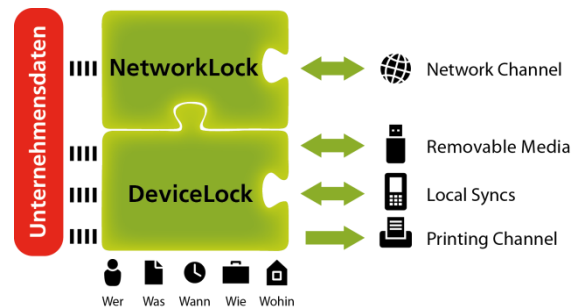 Unternehmensdaten
NetworkLock
Network Channel
Removable Media
DeviceLock
Local Syncs
Printing Channel
Wer Was Wann Wie Wohin